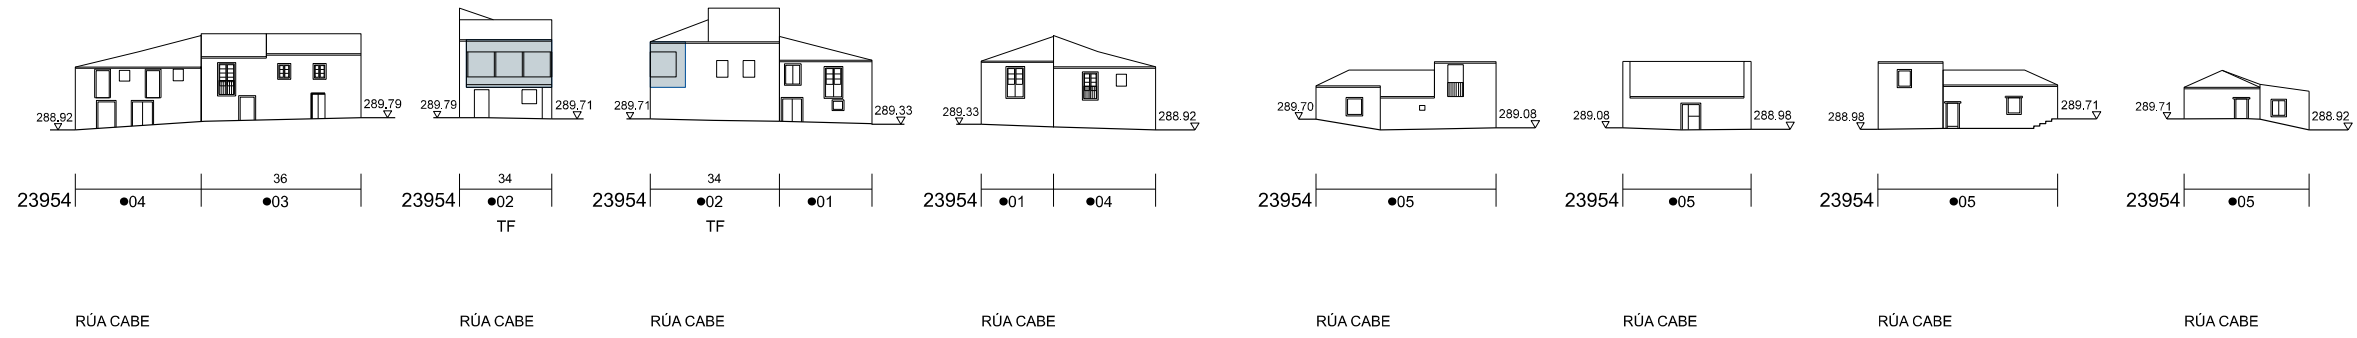 288.92 289.79 289.79 289.71 289.71 289.33 289.33 288.92 289.70 289.08 289.08 288.98 288.98 289.71 289.71 288.92
36 34 34
23954 ●04 ●03 23954 ●02 23954 ●02 ●01 23954 ●01 ●04 23954 ●05 23954 ●05 23954 ●05 23954 ●05
TF TF
RÚA CABE RÚA CABE RÚA CABE RÚA CABE RÚA CABE RÚA CABE RÚA CABE RÚA CABE